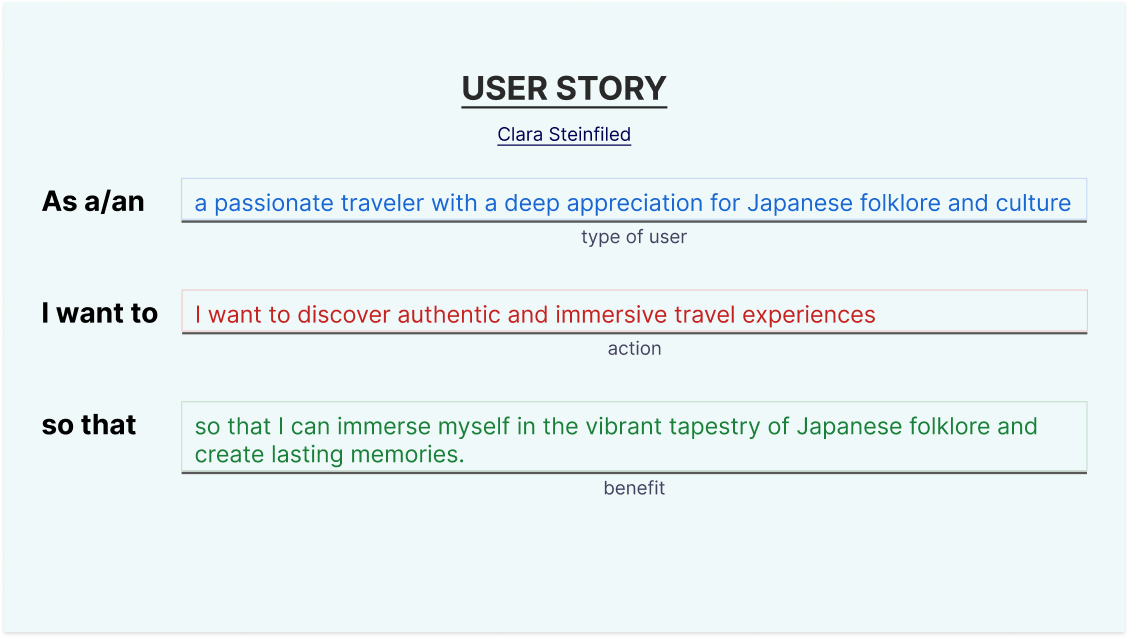 USER STORY
Clara Steinfiled
As a/an
a passionate traveler with a deep appreciation for Japanese folklore and culture
type of user
I want to
I want to discover authentic and immersive travel experiences
action
so that
so that I can immerse myself in the vibrant tapestry of Japanese folklore and
create lasting memories.
benefit